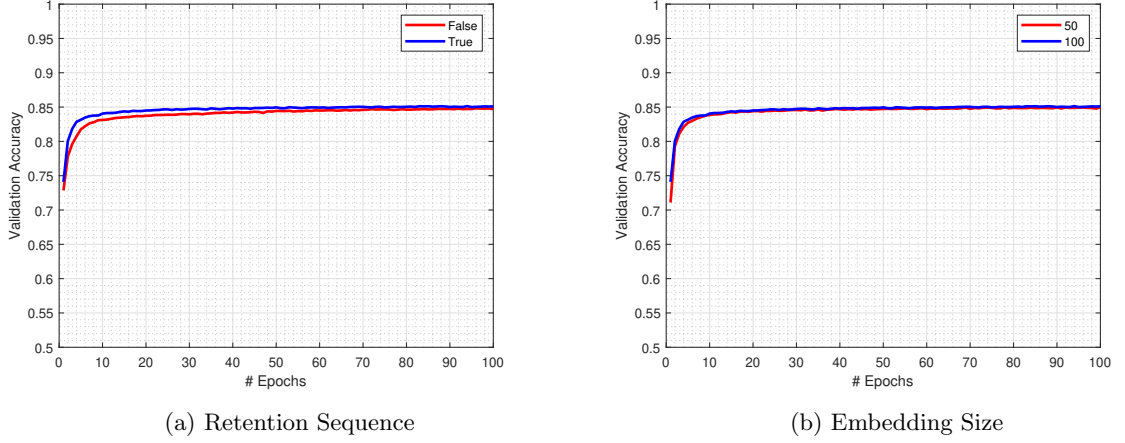 1
0.95
0.9
0.85
0.8
0.75
0.7
0.65
0.6
0.55
0.5
Validation Accuracy
False
True
0 10 20 30 40 50 60 70 80 90 100
# Epochs
(a) Retention Sequence
1
0.95
0.9
0.85
0.8
0.75
0.7
0.65
0.6
0.55
0.5
Validation Accuracy
50
100
0 10 20 30 40 50 60 70 80 90 100
# Epochs
(b) Embedding Size